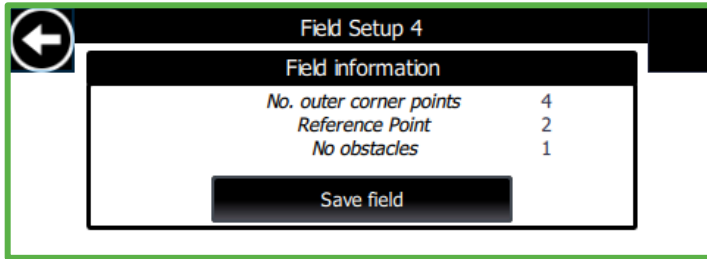 Field Setup 4
Field information
No. outer corner points 4
Reference Point 2
No obstacles 1
Save field